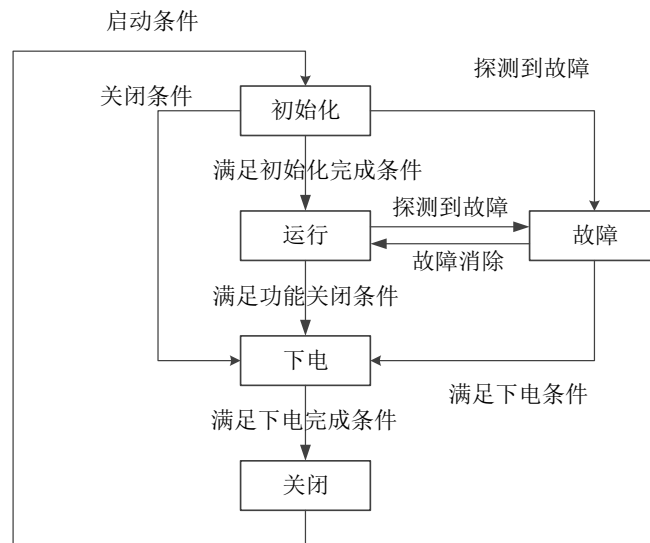 启动条件
探测到故障
关闭条件
初始化
满足初始化完成条件
探测到故障
运行
故障
故障消除
满足功能关闭条件
下电
满足下电条件
满足下电完成条件
关闭